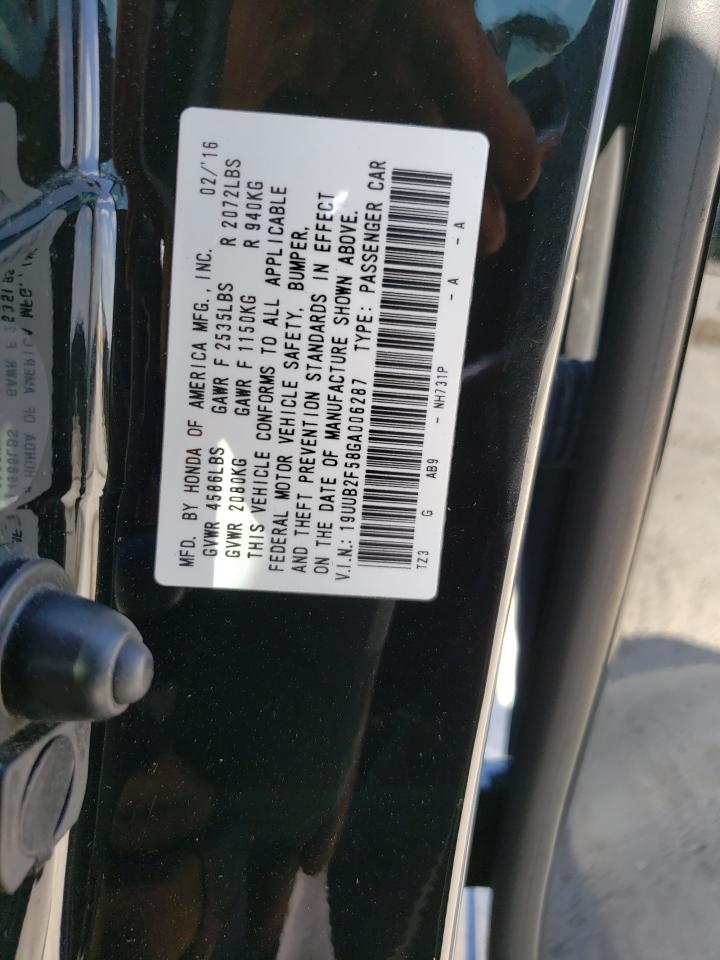 MFD. BY HONDA OF AMERICA MFG., INC. 02/'16
GVWR 4586LBS GAWR F 2535LBS R 2072LBS
GVWR 2080KG GAWR F 1150KG R 940KG
THIS VEHICLE CONFORMS TO ALL APPLICABLE
FEDERAL MOTOR VEHICLE SAFETY, BUMPER,
AND THEFT PREVENTION STANDARDS IN EFFECT
ON THE DATE OF MANUFACTURE SHOWN ABOVE.
V.I.N.: 19UUB2F58GA006287 TYPE: PASSENGER CAR
TZ3 G AB9 - NH731P - A - A